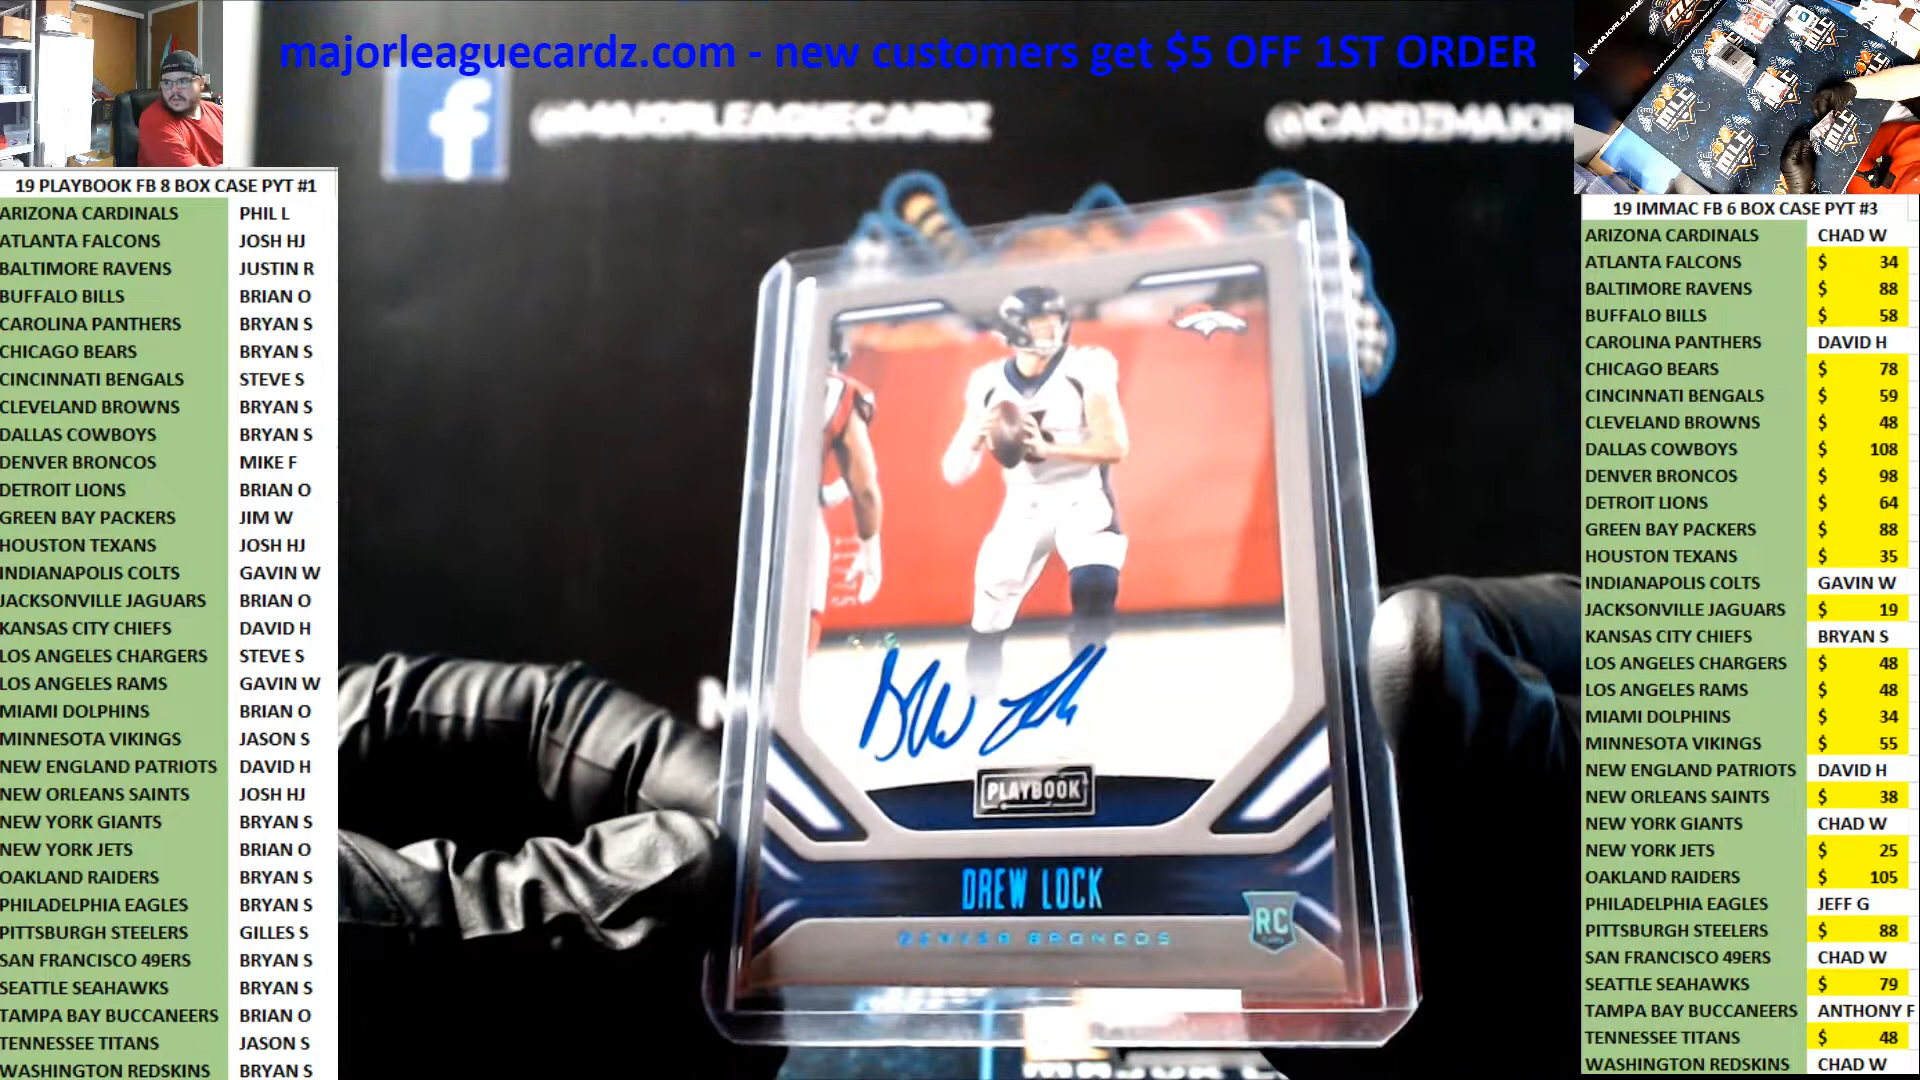 majorleaguecardz.com - new customers get $5 OFF 1ST ORDER
@MAJORLEAGUECARDZ
@CARDZMAJOR
19 PLAYBOOK FB 8 BOX CASE PYT #1
ARIZONA CARDINALS PHIL L
ATLANTA FALCONS JOSH HJ
BALTIMORE RAVENS JUSTIN R
BUFFALO BILLS BRIAN O
CAROLINA PANTHERS BRYAN S
CHICAGO BEARS BRYAN S
CINCINNATI BENGALS STEVE S
CLEVELAND BROWNS BRYAN S
DALLAS COWBOYS BRYAN S
DENVER BRONCOS MIKE F
DETROIT LIONS BRIAN O
GREEN BAY PACKERS JIM W
HOUSTON TEXANS JOSH HJ
INDIANAPOLIS COLTS GAVIN W
JACKSONVILLE JAGUARS BRIAN O
KANSAS CITY CHIEFS DAVID H
LOS ANGELES CHARGERS STEVE S
LOS ANGELES RAMS GAVIN W
MIAMI DOLPHINS BRIAN O
MINNESOTA VIKINGS JASON S
NEW ENGLAND PATRIOTS DAVID H
NEW ORLEANS SAINTS JOSH HJ
NEW YORK GIANTS BRYAN S
NEW YORK JETS BRIAN O
OAKLAND RAIDERS BRYAN S
PHILADELPHIA EAGLES BRYAN S
PITTSBURGH STEELERS GILLES S
SAN FRANCISCO 49ERS BRYAN S
SEATTLE SEAHAWKS BRYAN S
TAMPA BAY BUCCANEERS BRIAN O
TENNESSEE TITANS JASON S
WASHINGTON REDSKINS BRYAN S
Drew Lock
PLAYBOOK
DREW LOCK
DENVER BRONCOS
RC
MLC
MLC
MLC
MLC
19 IMMAC FB 6 BOX CASE PYT #3
ARIZONA CARDINALS CHAD W
ATLANTA FALCONS $ 34
BALTIMORE RAVENS $ 88
BUFFALO BILLS $ 58
CAROLINA PANTHERS DAVID H
CHICAGO BEARS $ 78
CINCINNATI BENGALS $ 59
CLEVELAND BROWNS $ 48
DALLAS COWBOYS $ 108
DENVER BRONCOS $ 98
DETROIT LIONS $ 64
GREEN BAY PACKERS $ 88
HOUSTON TEXANS $ 35
INDIANAPOLIS COLTS GAVIN W
JACKSONVILLE JAGUARS $ 19
KANSAS CITY CHIEFS BRYAN S
LOS ANGELES CHARGERS $ 48
LOS ANGELES RAMS $ 48
MIAMI DOLPHINS $ 34
MINNESOTA VIKINGS $ 55
NEW ENGLAND PATRIOTS DAVID H
NEW ORLEANS SAINTS $ 38
NEW YORK GIANTS CHAD W
NEW YORK JETS $ 25
OAKLAND RAIDERS $ 105
PHILADELPHIA EAGLES JEFF G
PITTSBURGH STEELERS $ 88
SAN FRANCISCO 49ERS CHAD W
SEATTLE SEAHAWKS $ 79
TAMPA BAY BUCCANEERS ANTHONY F
TENNESSEE TITANS $ 48
WASHINGTON REDSKINS CHAD W